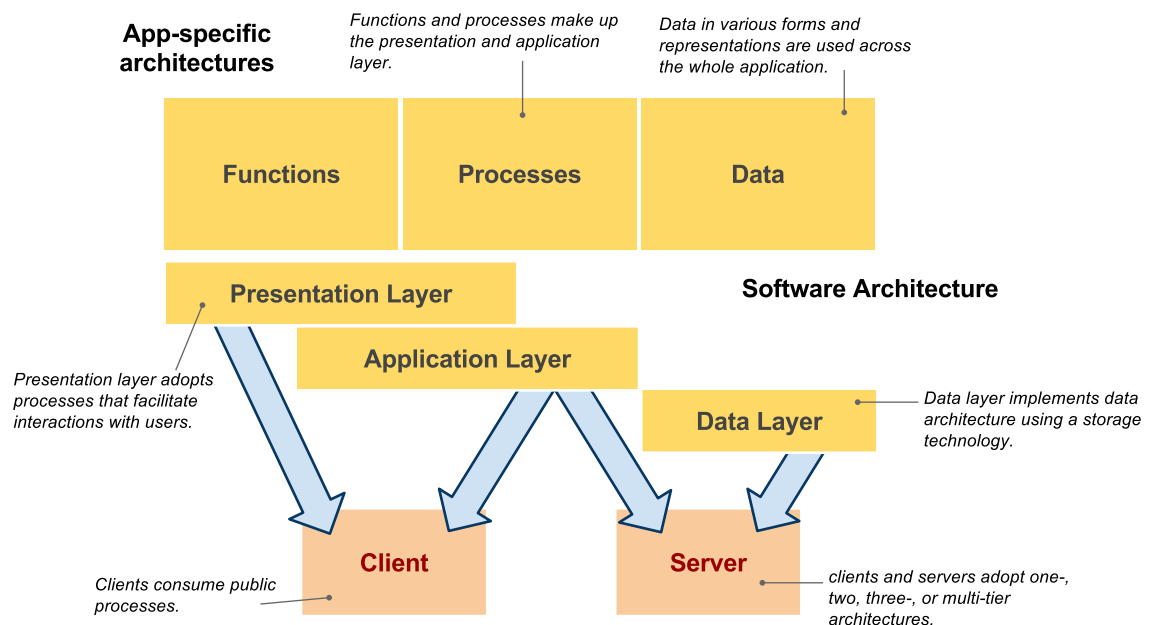 App-specific
architectures
Functions and processes make up
the presentation and application
layer.
Data in various forms and
representations are used across
the whole application.
Functions
Processes
Data
Presentation Layer
Software Architecture
Application Layer
Presentation layer adopts
processes that facilitate
interactions with users.
Data Layer
Data layer implements data
architecture using a storage
technology.
Client
Server
Clients consume public
processes.
clients and servers adopt one-,
two, three-, or multi-tier
architectures.